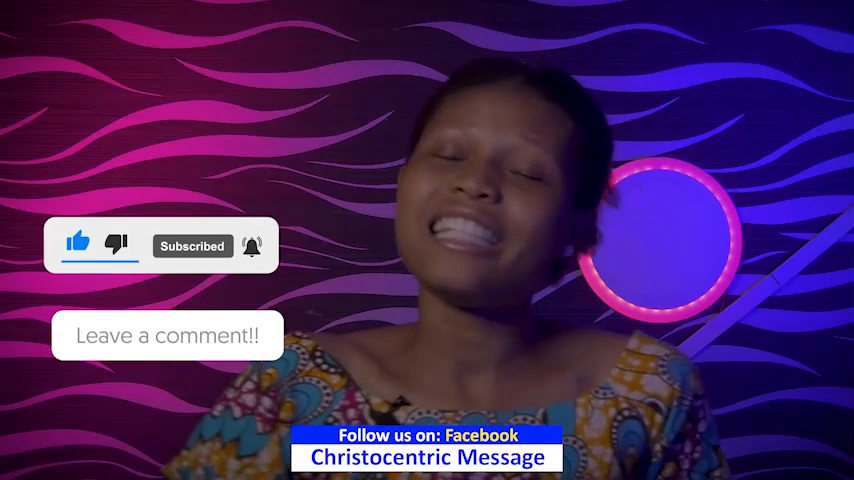 Subscribed
Leave a comment!!
Follow us on: Facebook
Christocentric Message